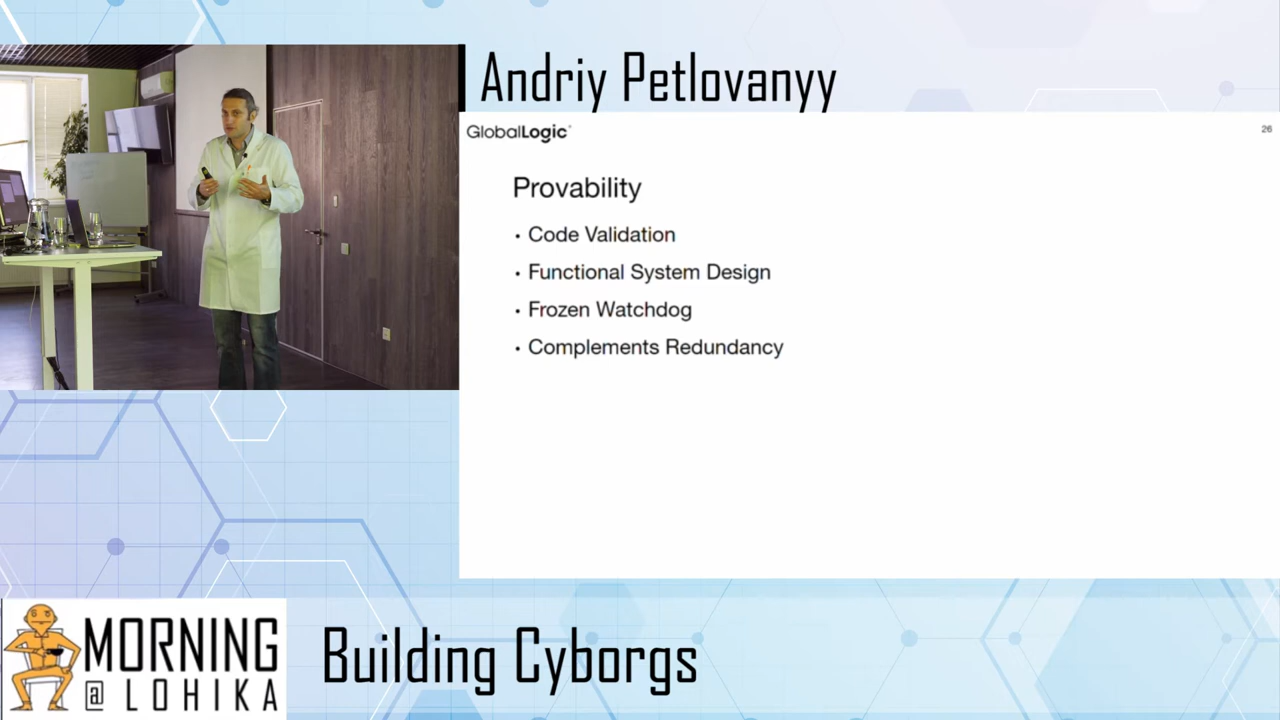 Andriy Petlovanyy
GlobalLogic
26
Provability
· Code Validation
· Functional System Design
· Frozen Watchdog
· Complements Redundancy
MORNING
@ LOHIKA
Building Cyborgs